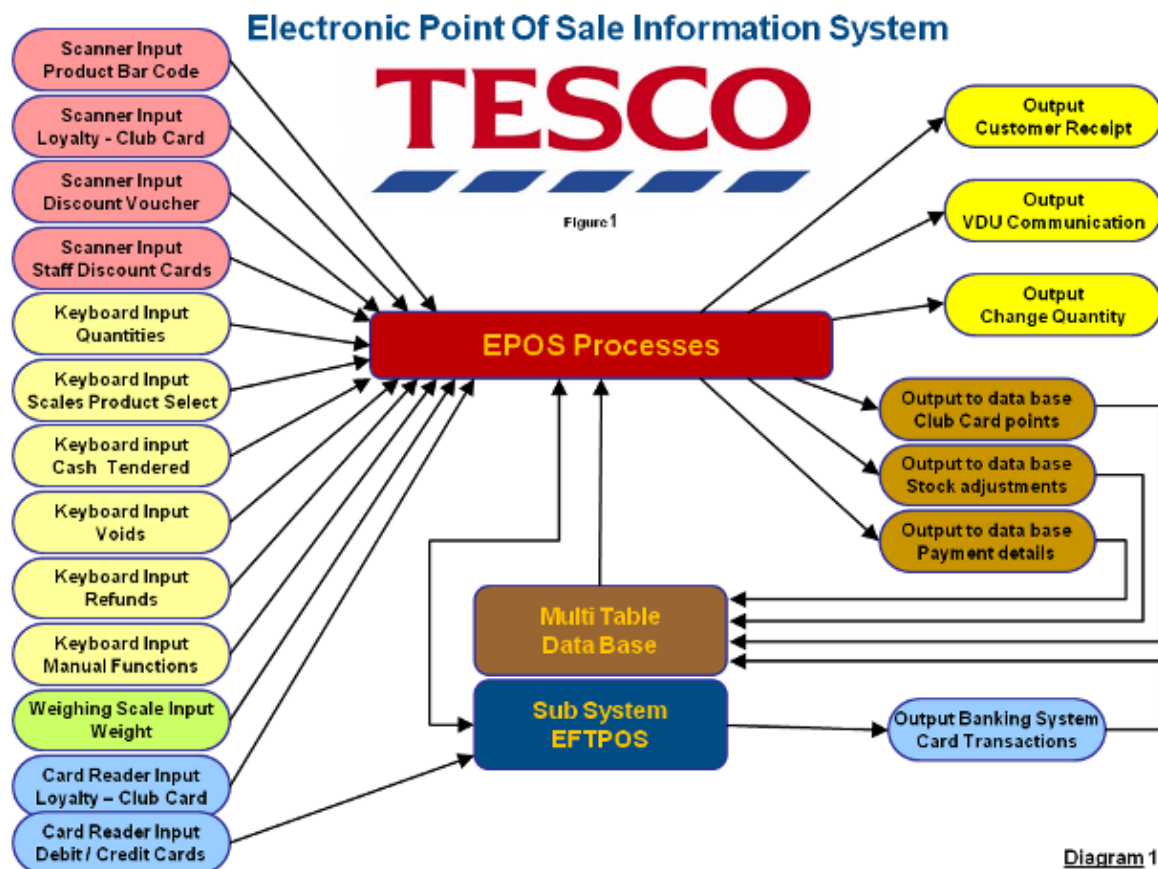 Electronic Point Of Sale Information System
TESCO
Figure 1
Scanner Input
Product Bar Code
Scanner Input
Loyalty - Club Card
Scanner Input
Discount Voucher
Scanner Input
Staff Discount Cards
Keyboard Input
Quantities
Keyboard Input
Scales Product Select
Keyboard input
Cash Tendered
Keyboard Input
Voids
Keyboard Input
Refunds
Keyboard Input
Manual Functions
Weighing Scale Input
Weight
Card Reader Input
Loyalty – Club Card
Card Reader Input
Debit / Credit Cards
EPOS Processes
Multi Table
Data Base
Sub System
EFTPOS
Output
Customer Receipt
Output
VDU Communication
Output
Change Quantity
Output to data base
Club Card points
Output to data base
Stock adjustments
Output to data base
Payment details
Output Banking System
Card Transactions
Diagram 1